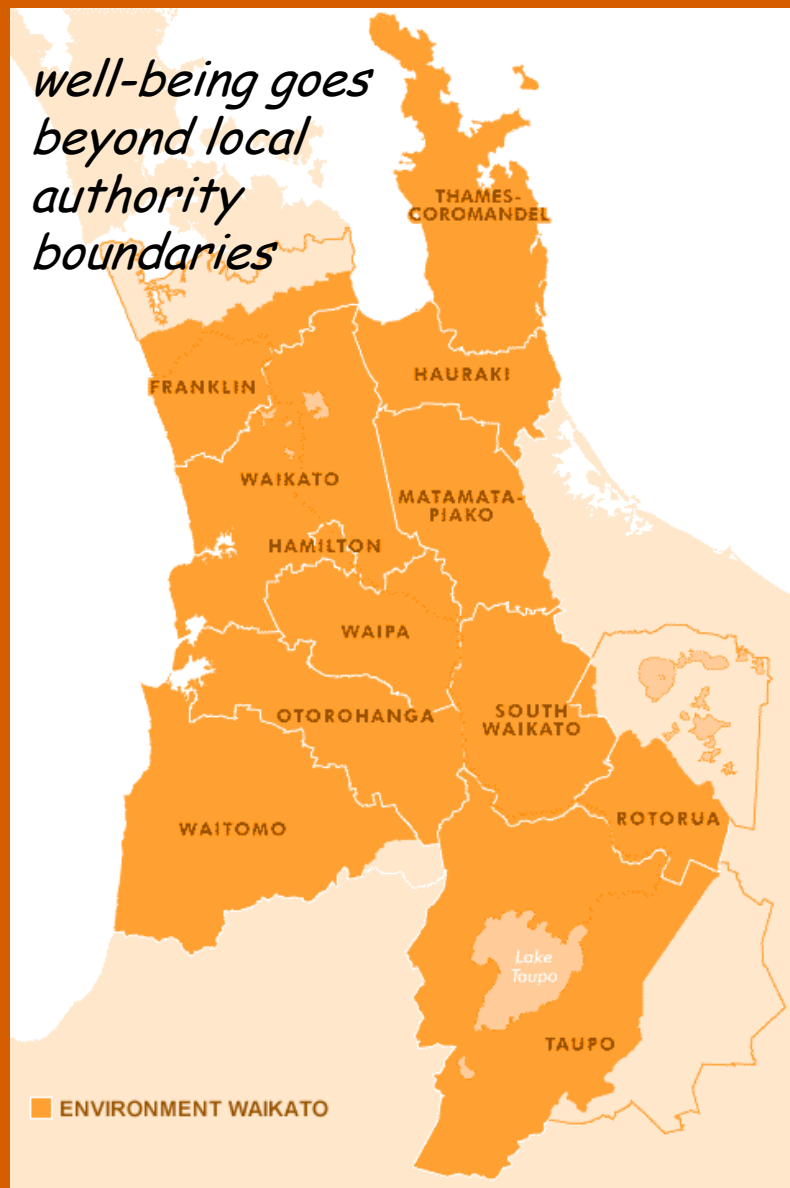 well-being goes
beyond local
authority
boundaries
THAMES-
COROMANDEL
HAURAKI
FRANKLIN
WAIKATO
MATAMATA-
PIAKO
HAMILTON
WAIPA
OTOROHANGA
SOUTH
WAIKATO
ROTORUA
WAITOMO
Lake
Taupo
TAUPO
ENVIRONMENT WAIKATO